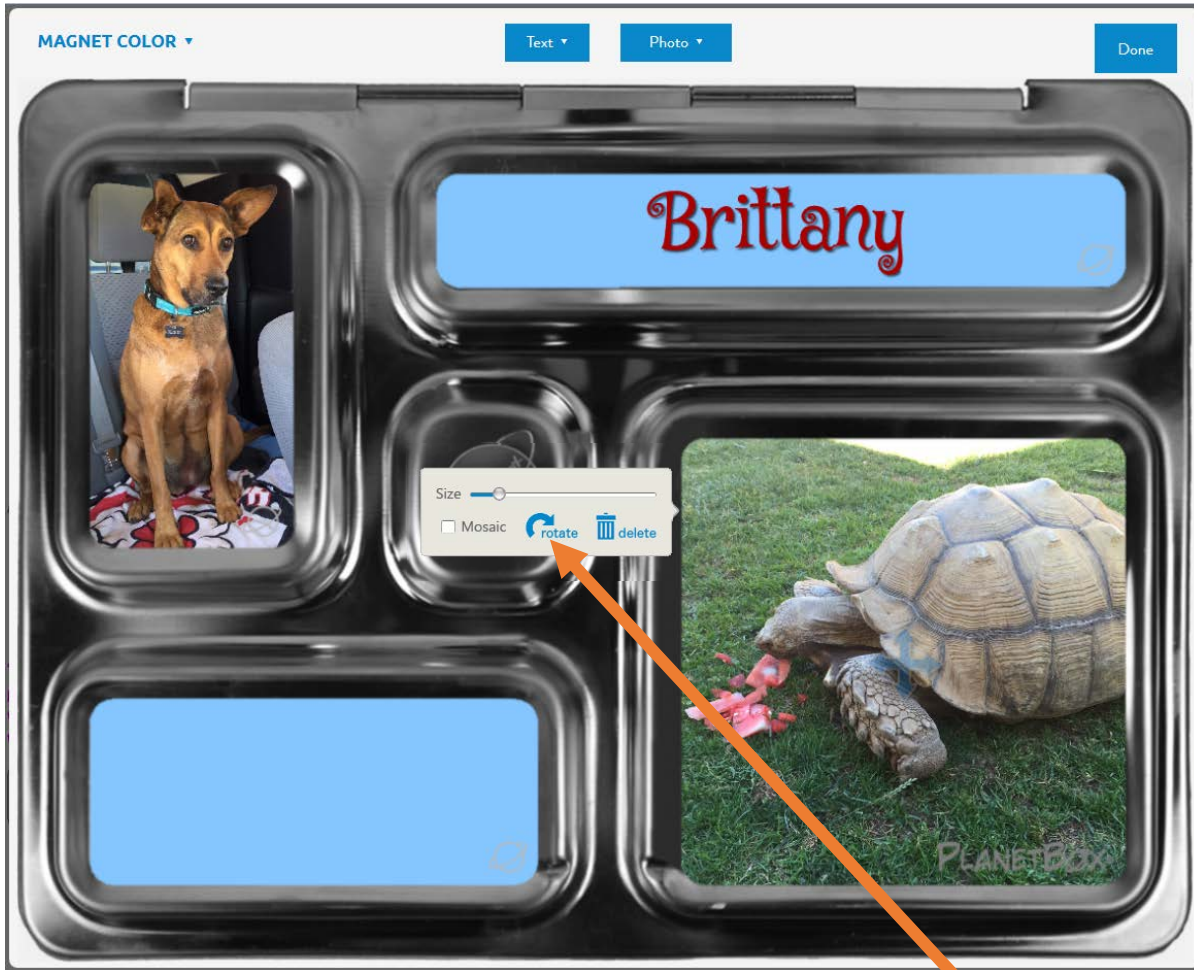 MAGNET COLOR
Text
Photo
Done
Brittany
Size
Mosaic
rotate
delete
PLANETBOX